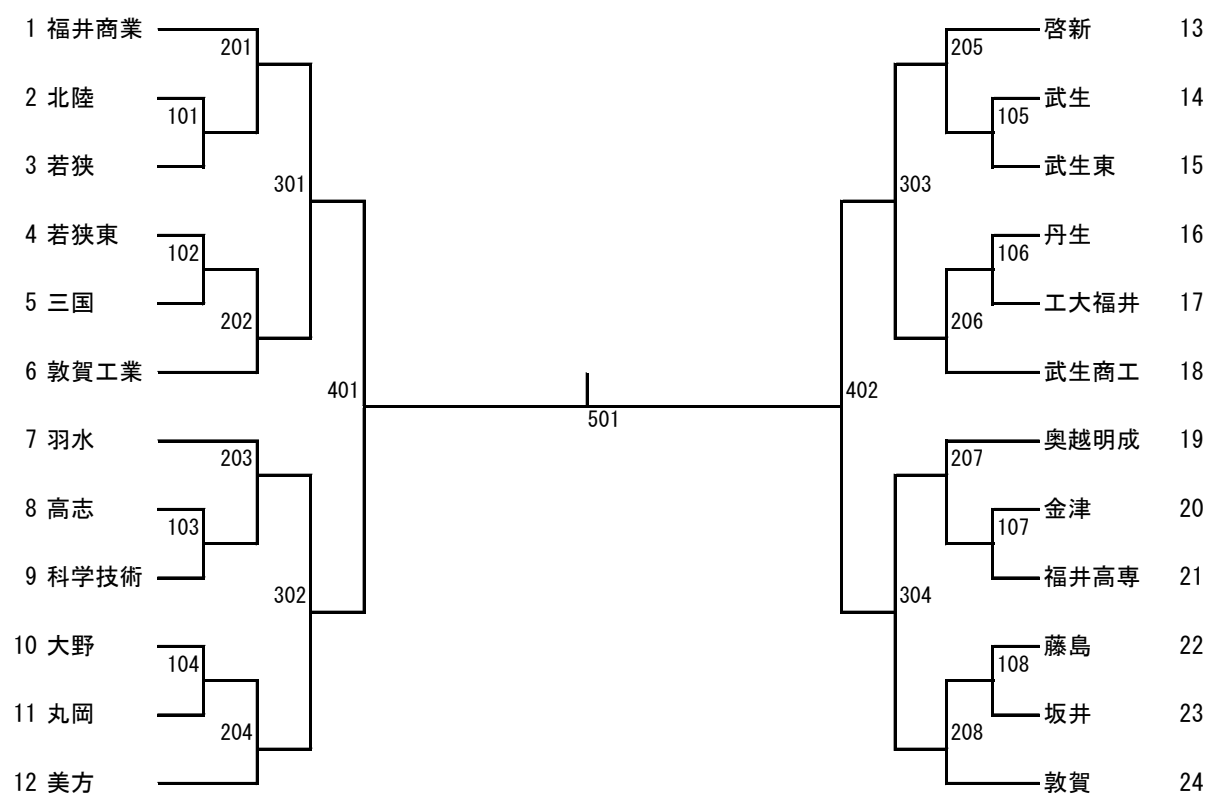 1 福井商業
201
2 北陸
101
3 若狭
301
4 若狭東
102
5 三国
202
6 敦賀工業
401
7 羽水
203
8 高志
103
9 科学技術
302
10 大野
104
11 丸岡
204
12 美方
501
啓新 13
205
武生 14
105
武生東 15
303
丹生 16
106
工大福井 17
206
武生商工 18
402
奥越明成 19
207
金津 20
107
福井高専 21
304
藤島 22
108
坂井 23
208
敦賀 24